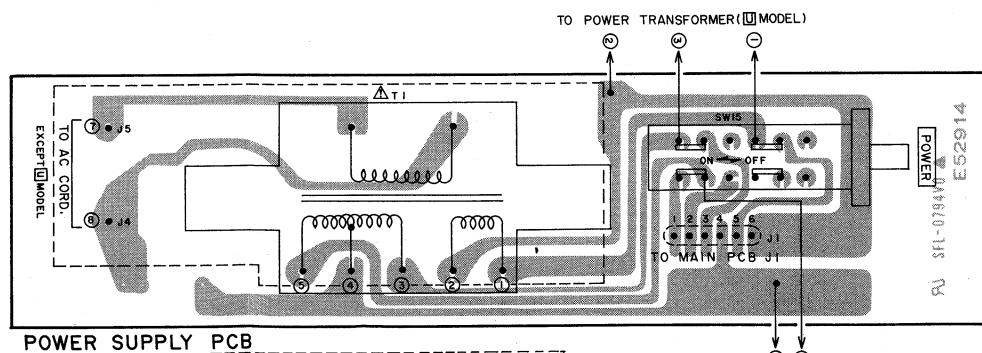 TO POWER TRANSFORMER (U MODEL)
2 3 1
⚠ T1
7 J5
TO AC CORD.
EXCEPT U MODEL
8 J4
SW15
ON OFF
POWER
1 2 3 4 5 6
J1
TO MAIN PCB J1
5 4 3 2 1
SFL-0794V0
E52914
POWER SUPPLY PCB